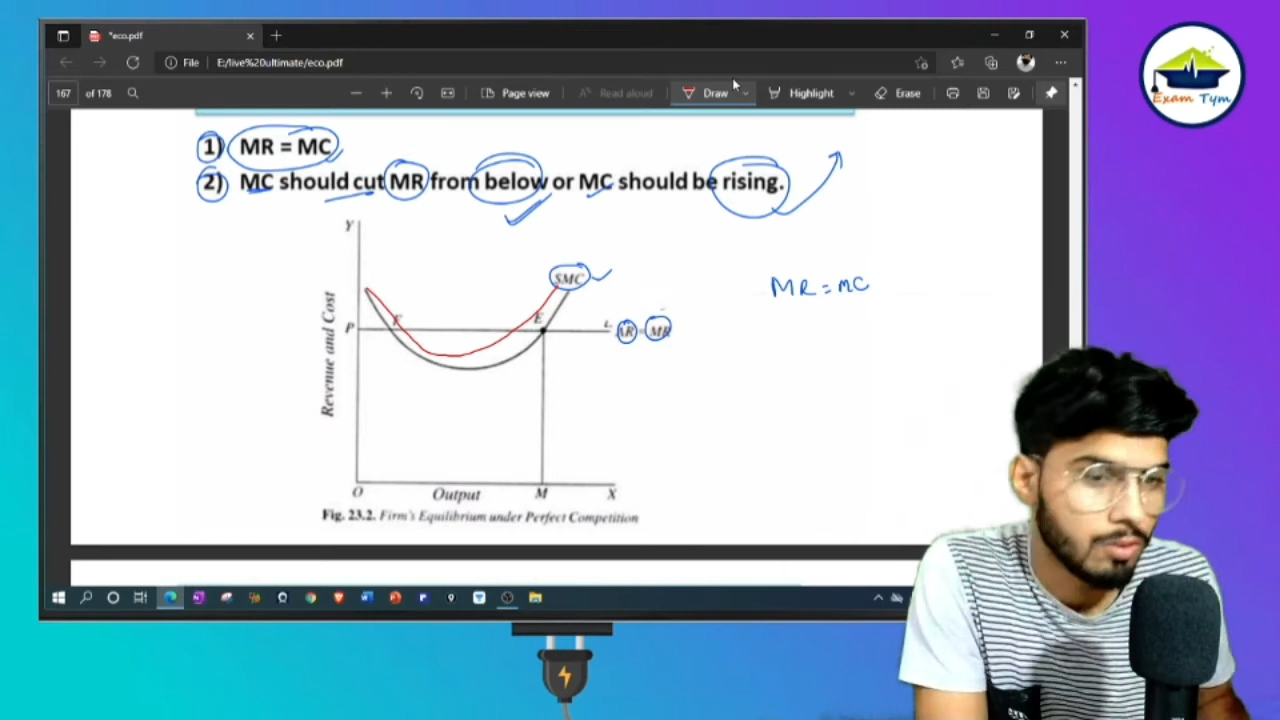 *eco.pdf
File E:/live%20ultimate/eco.pdf
167 of 178 Page view Read aloud Draw Highlight Erase
Exam Tym
1) MR = MC
2) MC should cut MR from below or MC should be rising.
Y
SMC
MR = MC
F E L
P = MR
Revenue and Cost
O Output M X
Fig. 23.2. Firm's Equilibrium under Perfect Competition